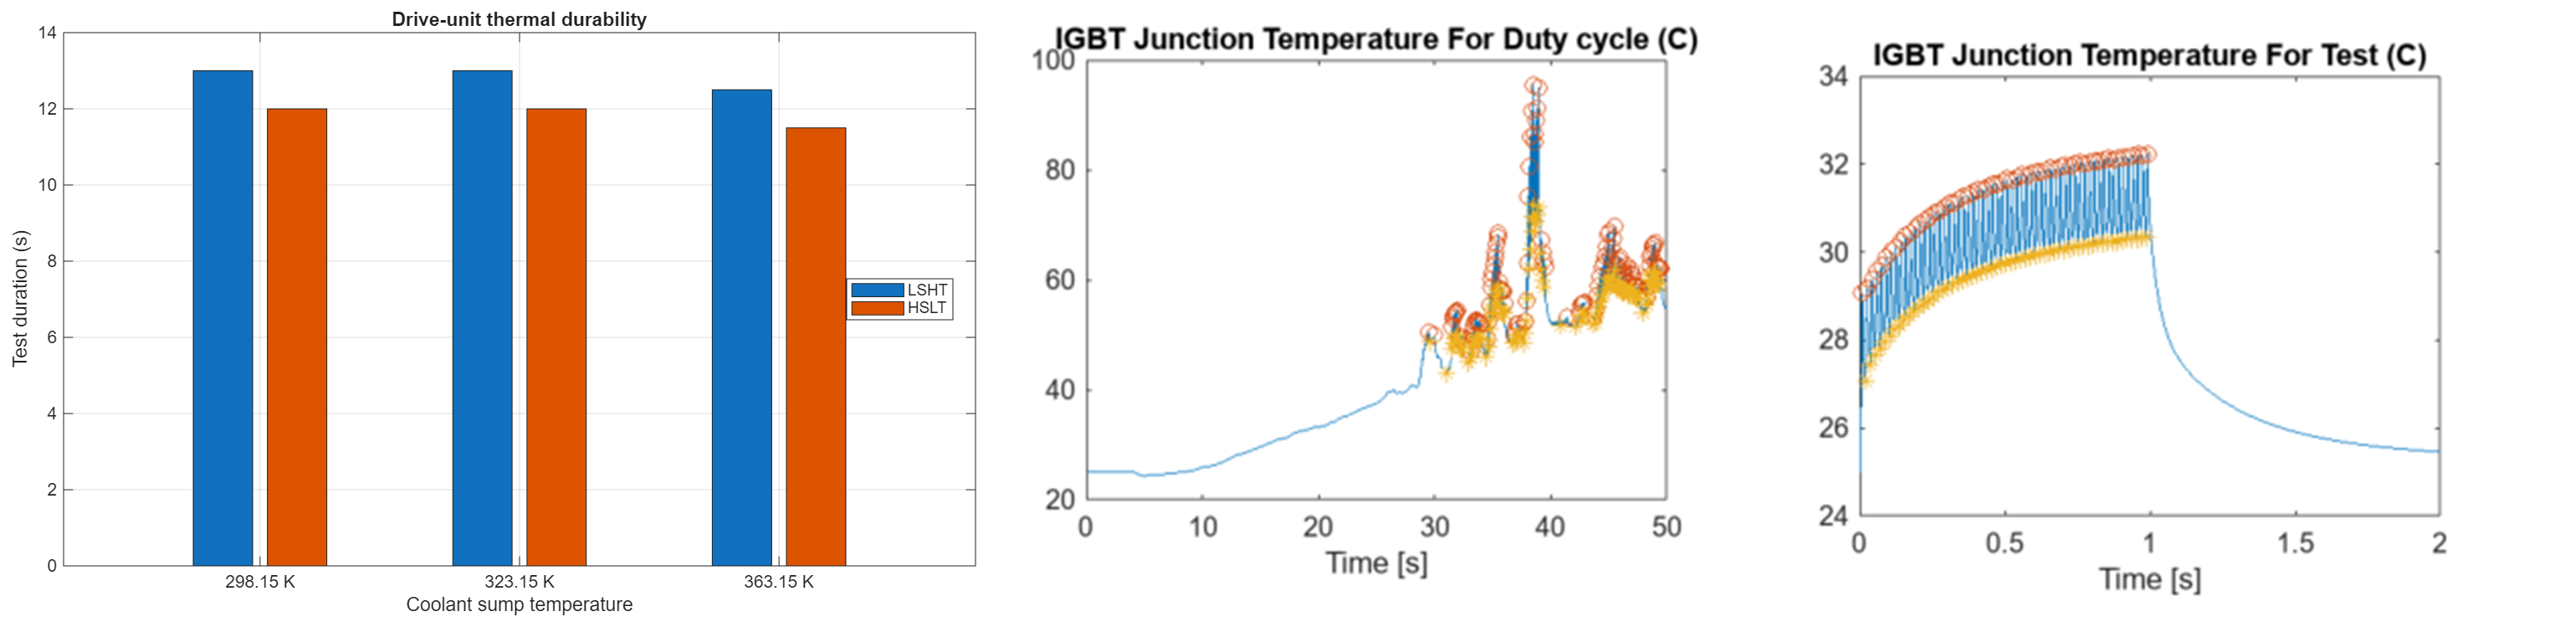 Drive-unit thermal durability
14
12
10
8
6
4
2
0
Test duration (s)
298.15 K
323.15 K
363.15 K
Coolant sump temperature
LSHT
HSLT
IGBT Junction Temperature For Duty cycle (C)
100
80
60
40
20
0
10
20
30
40
50
Time [s]
IGBT Junction Temperature For Test (C)
34
32
30
28
26
24
0
0.5
1
1.5
2
Time [s]